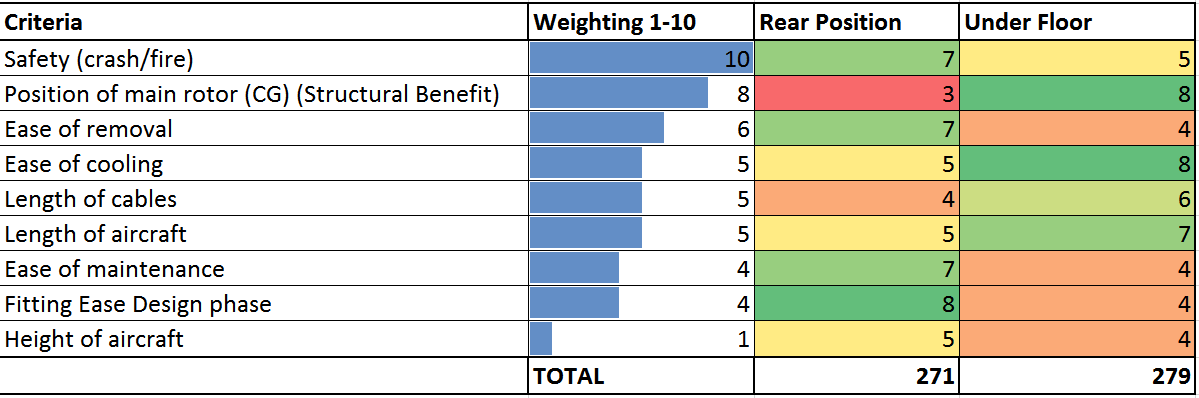 Criteria Weighting 1-10 Rear Position Under Floor
Safety (crash/fire) 10 7 5
Position of main rotor (CG) (Structural Benefit) 8 3 8
Ease of removal 6 7 4
Ease of cooling 5 5 8
Length of cables 5 4 6
Length of aircraft 5 5 7
Ease of maintenance 4 7 4
Fitting Ease Design phase 4 8 4
Height of aircraft 1 5 4
TOTAL 271 279